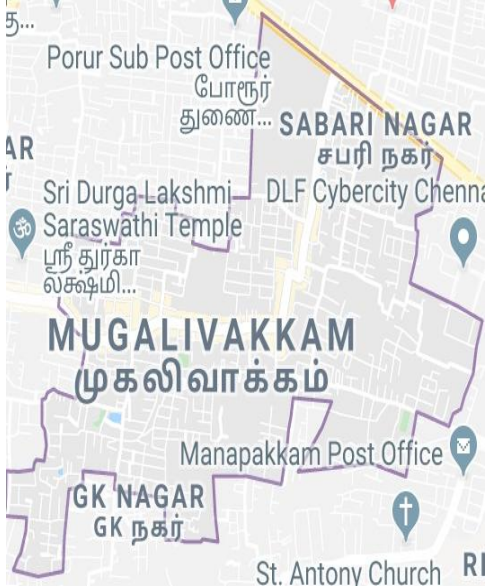 Porur Sub Post Office
போரூர்
துணை...
SABARI NAGAR
சபரி நகர்
AR
Sri Durga Lakshmi
Saraswathi Temple
ஸ்ரீ துர்கா
லக்ஷ்மி...
DLF Cybercity Chenna
MUGALIVAKKAM
முகலிவாக்கம்
Manapakkam Post Office
GK NAGAR
GK நகர்
St. Antony Church